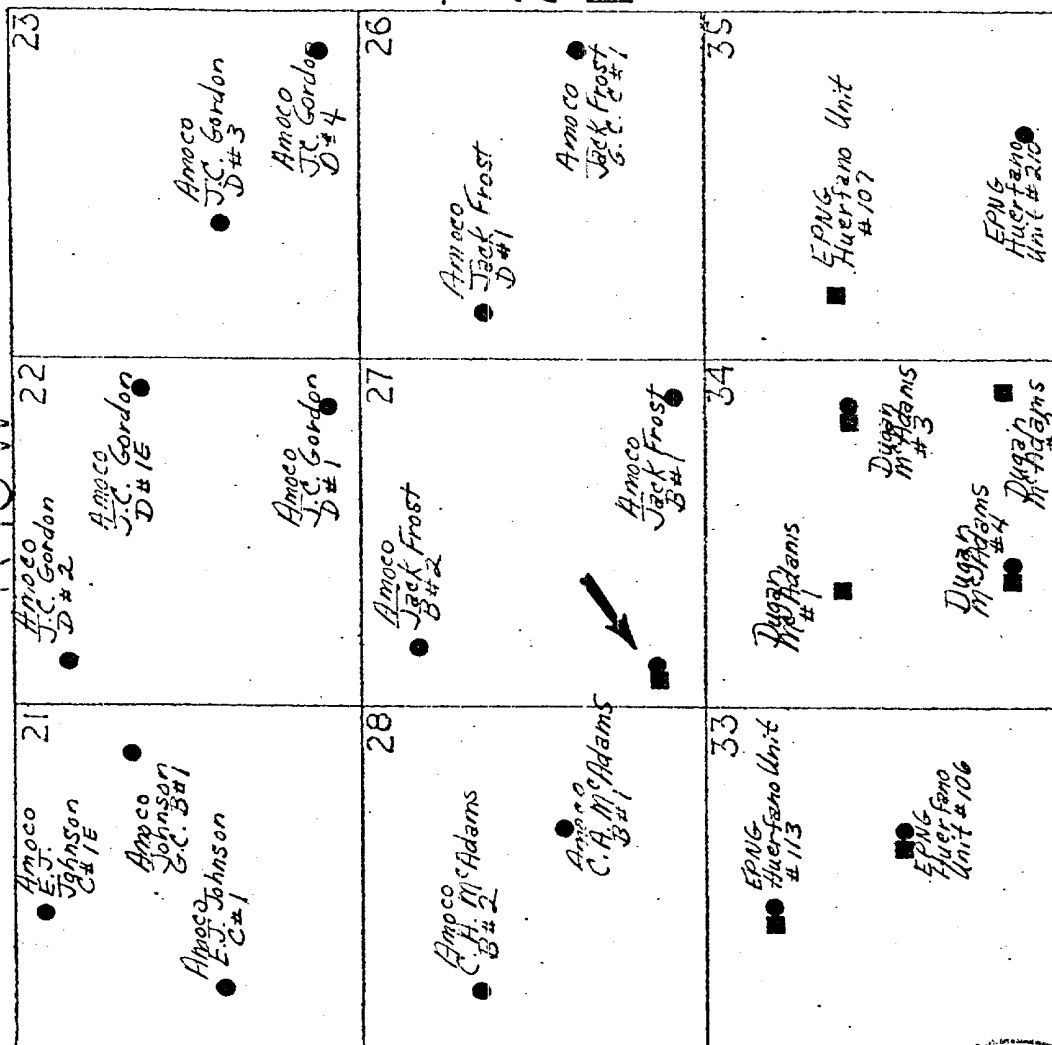 23
Amoco
J.C. Gordon
D#3
Amoco
J.C. Gordon
D#4
26
Amoco
Jack Frost
D#1
Amoco
Jack Frost
G.C. C#1
35
EPNG
Huerfano Unit
#107
EPNG
Huerfano
Unit #210
22
Amoco
J.C. Gordon
D#2
Amoco
J.C. Gordon
D#1E
Amoco
J.C. Gordon
D#1
27
Amoco
Jack Frost
B#2
Amoco
Jack Frost
B#1
34
Dugan
McAdams
#1
Dugan
McAdams
#3
Dugan
McAdams
#4
Dugan
McAdams
21
Amoco
E.J.
Johnson
C#1E
Amoco
Johnson
G.C. B#1
Amoco
E.J. Johnson
C#1
28
Amoco
C.A. McAdams
B#2
Amoco
C.A. McAdams
B#1
33
EPNG
Huerfano Unit
#113
EPNG
Huerfano
Unit #106